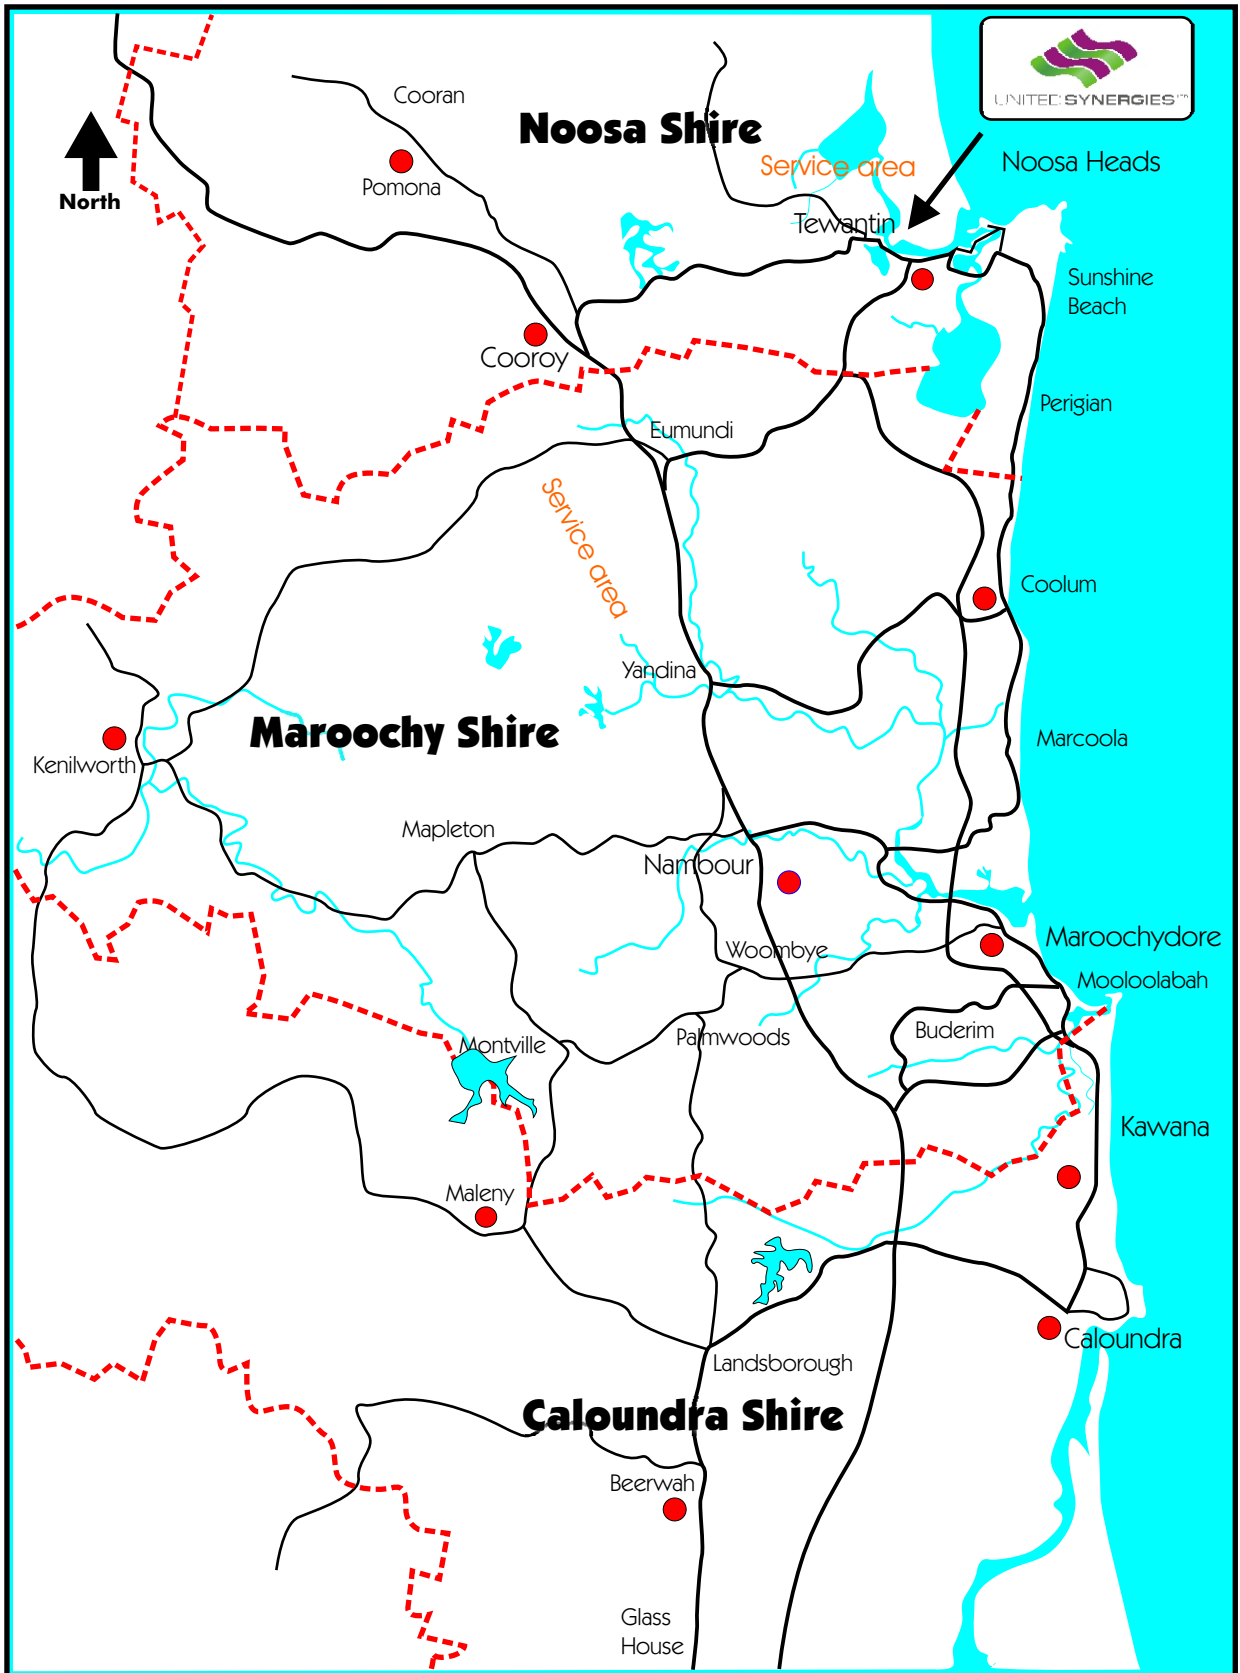 UNITED SYNERGIES
Cooran
Noosa Shire
Noosa Heads
Service area
Pomona
North
Tewantin
Sunshine
Beach
Cooroy
Perigian
Eumundi
Service area
Coolum
Yandina
Maroochy Shire
Marcoola
Kenilworth
Mapleton
Nambour
Maroochydore
Woombye
Mooloolabah
Buderim
Palmwoods
Montville
Kawana
Maleny
Caloundra
Landsborough
Caloundra Shire
Beerwah
Glass
House